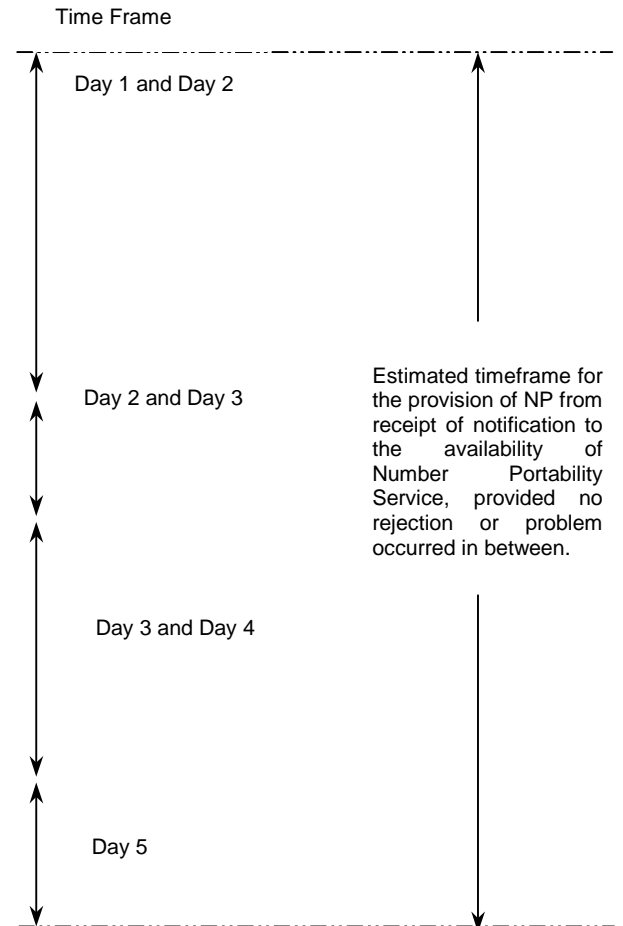 Time Frame
Day 1 and Day 2
Day 2 and Day 3
Estimated timeframe for
the provision of NP from
receipt of notification to
the availability of
Number Portability
Service, provided no
rejection or problem
occurred in between.
Day 3 and Day 4
Day 5